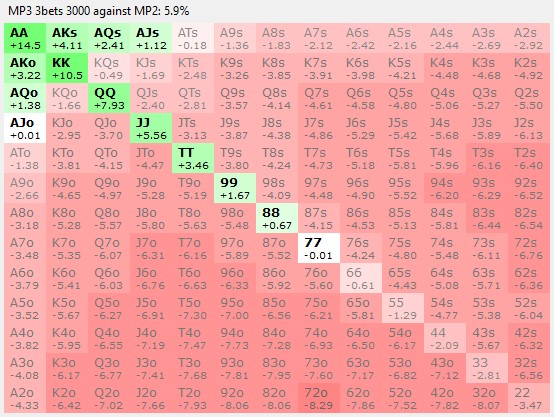 MP3 3bets 3000 against MP2: 5.9%
AA AKs AQs AJs ATs A9s A8s A7s A6s A5s A4s A3s A2s
+14.5 +4.11 +2.41 +1.12 -0.18 -1.36 -1.83 -2.12 -2.42 -2.16 -2.44 -2.69 -2.92
AKo KK KQs KJs KTs K9s K8s K7s K6s K5s K4s K3s K2s
+3.22 +10.5 -0.49 -1.69 -2.48 -3.26 -3.85 -3.91 -3.98 -4.21 -4.48 -4.68 -4.92
AQo KQo QQ QJs QTs Q9s Q8s Q7s Q6s Q5s Q4s Q3s Q2s
+1.38 -1.66 +7.93 -2.40 -2.81 -3.57 -4.14 -4.61 -4.58 -4.80 -5.06 -5.27 -5.50
AJo KJo QJo JJ JTs J9s J8s J7s J6s J5s J4s J3s J2s
+0.01 -2.95 -3.70 +5.56 -3.13 -3.87 -4.38 -4.86 -5.29 -5.42 -5.68 -5.89 -6.13
ATo KTo QTo JTo TT T9s T8s T7s T6s T5s T4s T3s T2s
-1.38 -3.81 -4.15 -4.47 +3.46 -3.80 -4.24 -4.73 -5.18 -5.81 -5.96 -6.16 -6.40
A9o K9o Q9o J9o T9o 99 98s 97s 96s 95s 94s 93s 92s
-2.66 -4.65 -4.97 -5.28 -5.19 +1.67 -4.09 -4.48 -4.90 -5.52 -6.20 -6.29 -6.52
A8o K8o Q8o J8o T8o 98o 88 87s 86s 85s 84s 83s 82s
-3.18 -5.28 -5.57 -5.80 -5.63 -5.48 +0.67 -4.15 -4.53 -5.13 -5.81 -6.44 -6.54
A7o K7o Q7o J7o T7o 97o 87o 77 76s 75s 74s 73s 72s
-3.48 -5.35 -6.07 -6.31 -6.16 -5.89 -5.52 -0.01 -4.24 -4.80 -5.48 -6.11 -6.76
A6o K6o Q6o J6o T6o 96o 86o 76o 66 65s 64s 63s 62s
-3.79 -5.41 -6.03 -6.76 -6.63 -6.33 -5.92 -5.60 -0.61 -4.43 -5.08 -5.71 -6.36
A5o K5o Q5o J5o T5o 95o 85o 75o 65o 55 54s 53s 52s
-3.52 -5.67 -6.27 -6.91 -7.30 -7.00 -6.56 -6.21 -5.81 -1.29 -4.77 -5.38 -6.04
A4o K4o Q4o J4o T4o 94o 84o 74o 64o 54o 44 43s 42s
-3.82 -5.95 -6.55 -7.19 -7.47 -7.73 -7.28 -6.93 -6.50 -6.17 -2.09 -5.67 -6.32
A3o K3o Q3o J3o T3o 93o 83o 73o 63o 53o 43o 33 32s
-4.08 -6.17 -6.77 -7.41 -7.68 -7.81 -7.95 -7.60 -7.17 -6.82 -7.12 -2.81 -6.56
A2o K2o Q2o J2o T2o 92o 82o 72o 62o 52o 42o 32o 22
-4.33 -6.42 -7.02 -7.66 -7.93 -8.06 -8.06 -8.29 -7.86 -7.52 -7.82 -8.07 -3.47